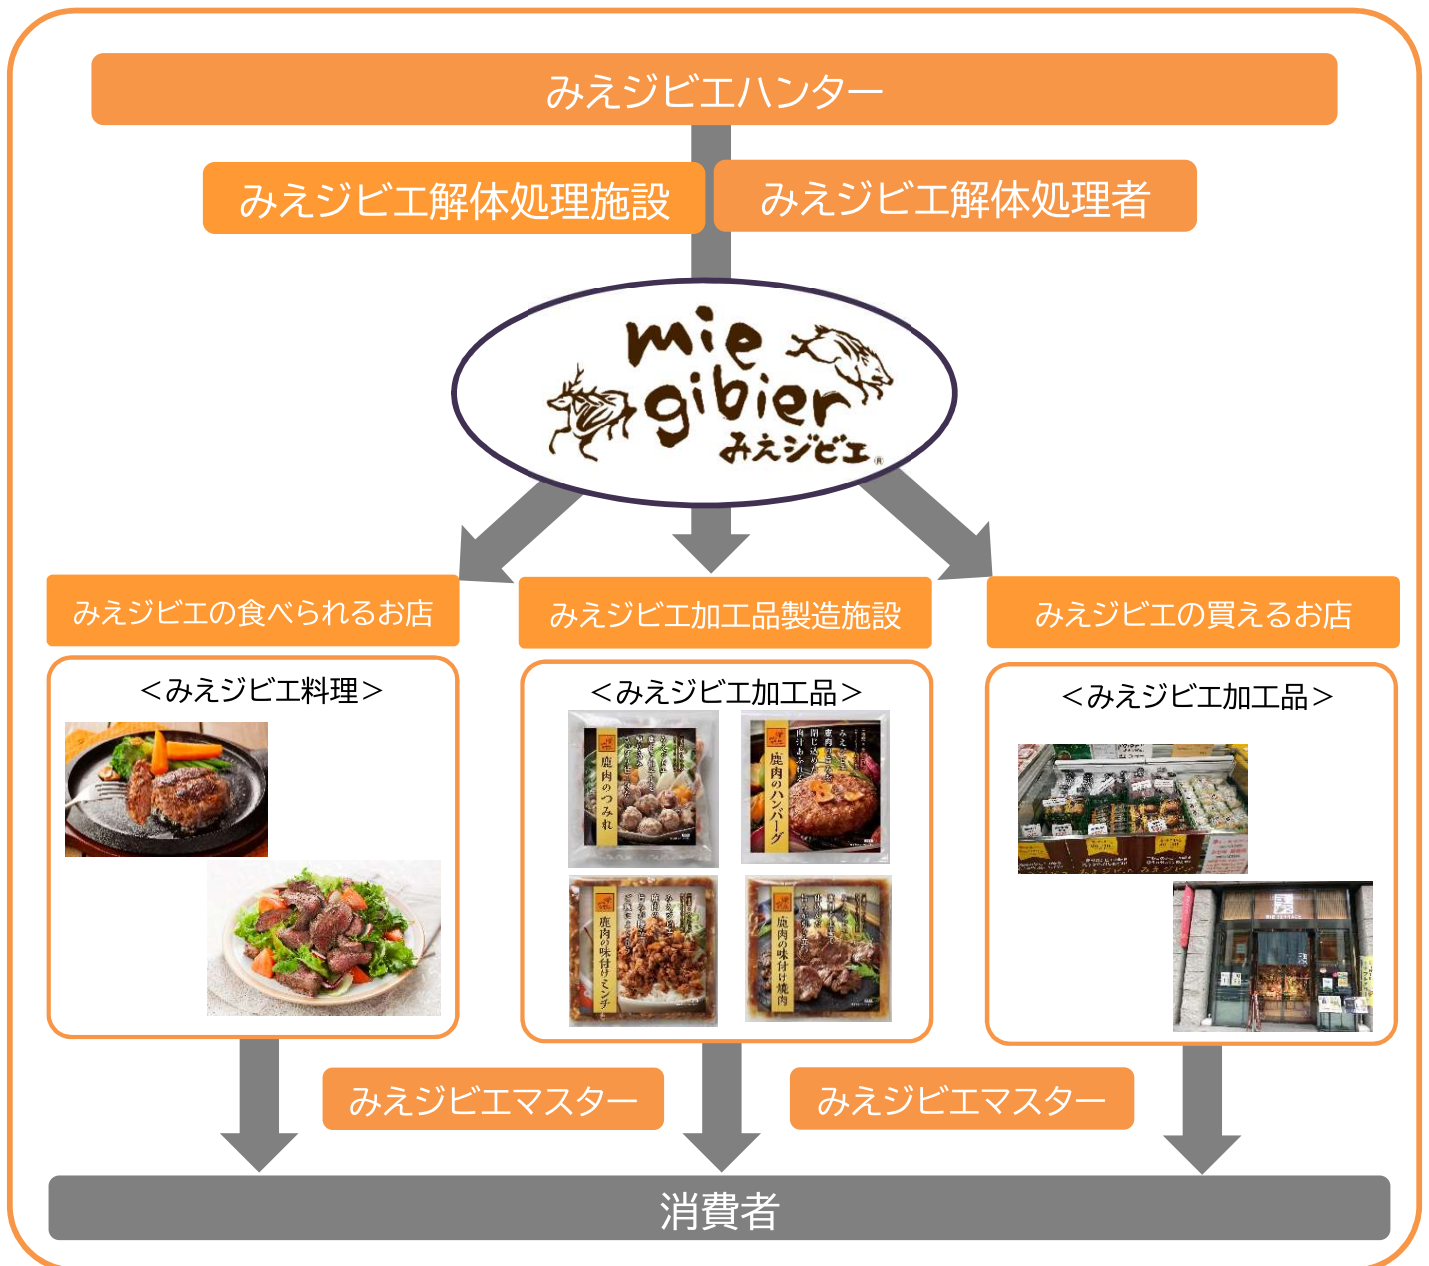 みえジビエハンター
みえジビエ解体処理施設
みえジビエ解体処理者
mie
gibier
みえジビエ®
みえジビエの食べられるお店
みえジビエ加工品製造施設
みえジビエの買えるお店
＜みえジビエ料理＞
＜みえジビエ加工品＞
＜みえジビエ加工品＞
鹿肉のつみれ
鹿肉のハンバーグ
鹿肉の味付けミンチ
鹿肉の味付け焼肉
みえジビエマスター
みえジビエマスター
消費者